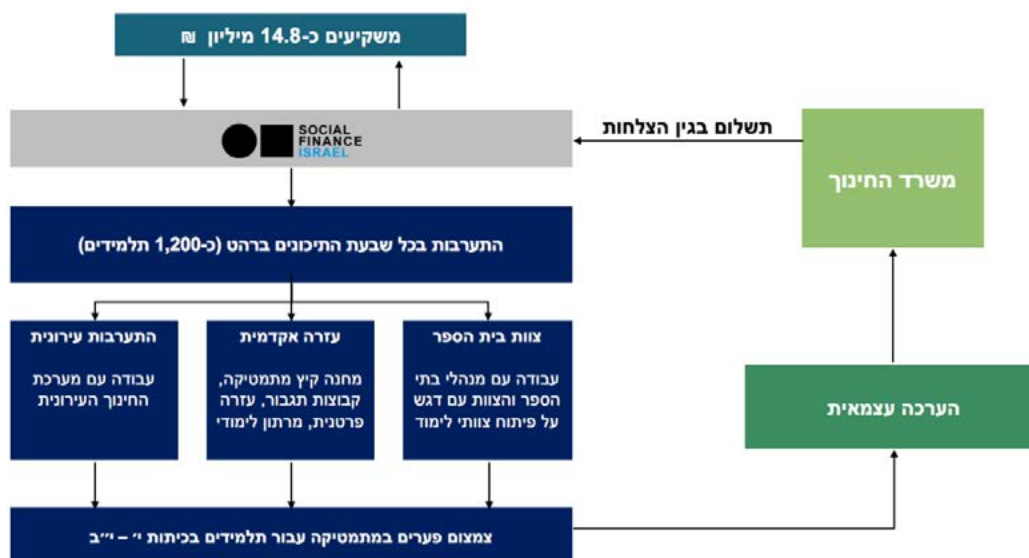 משקיעים כ-14.8 מיליון ₪
SOCIAL
FINANCE
ISRAEL
תשלום בגין הצלחות
משרד החינוך
התערבות בכל שבעת התיכונים ברהט (כ-1,200 תלמידים)
צוות בית הספר
עבודה עם מנהלי בתי
הספר והצוות עם דגש
על פיתוח צוותי לימוד
עזרה אקדמית
מחנה קיץ מתמטיקה,
קבוצות תגבור, עזרה
פרטנית, מרתון לימודי
התערבות עירונית
עבודה עם מערכת
החינוך העירונית
הערכה עצמאית
צמצום פערים במתמטיקה עבור תלמידים בכיתות י׳ – י״ב